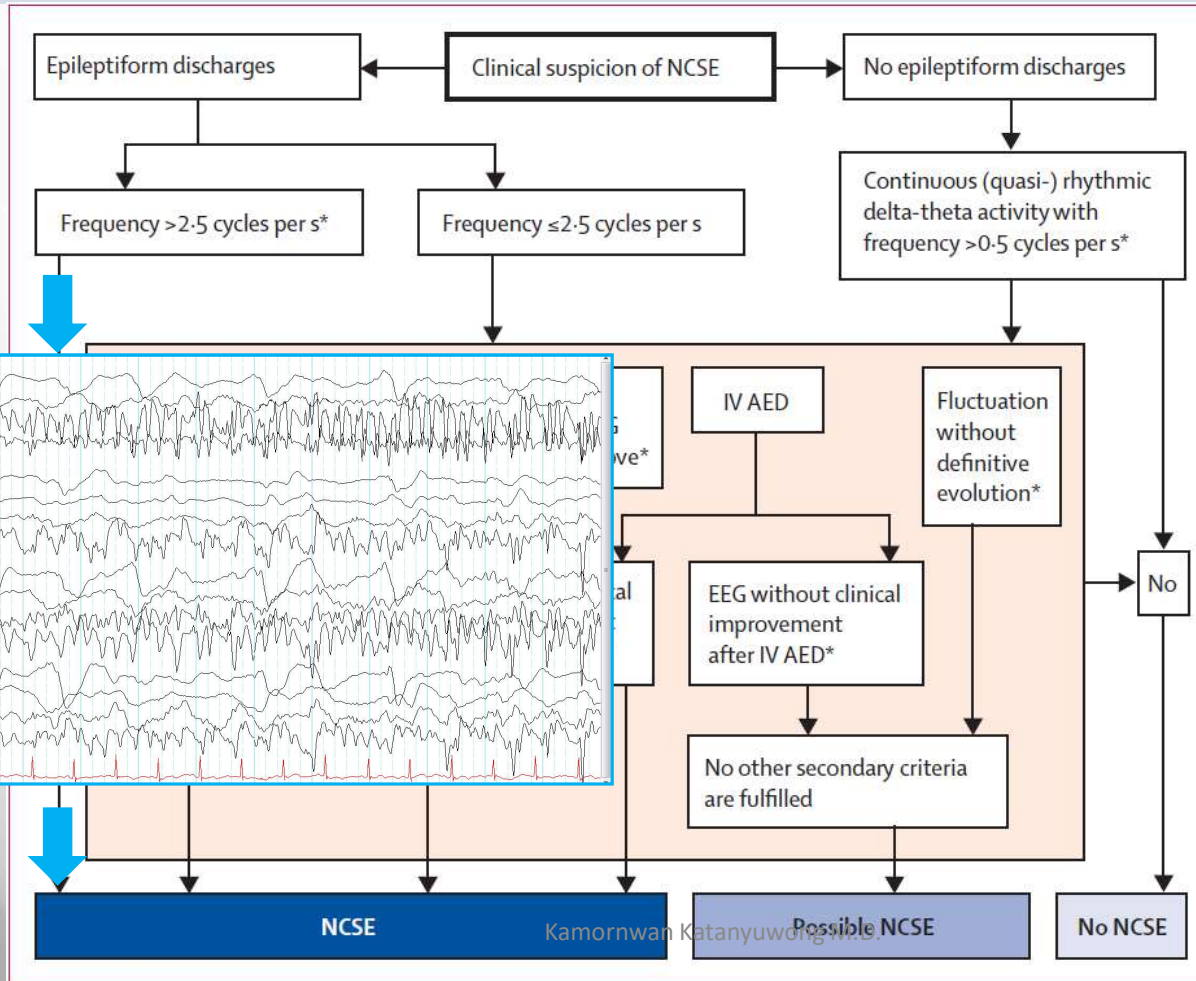 Epileptiform discharges
Clinical suspicion of NCSE
No epileptiform discharges
Frequency >2·5 cycles per s*
Frequency ≤2·5 cycles per s
Continuous (quasi-) rhythmic
delta-theta activity with
frequency >0·5 cycles per s*
IV AED
Fluctuation
without
definitive
evolution*
No
EEG without clinical
improvement
after IV AED*
No other secondary criteria
are fulfilled
NCSE
Possible NCSE
No NCSE
Kamornwan Katanyuwong M.D.